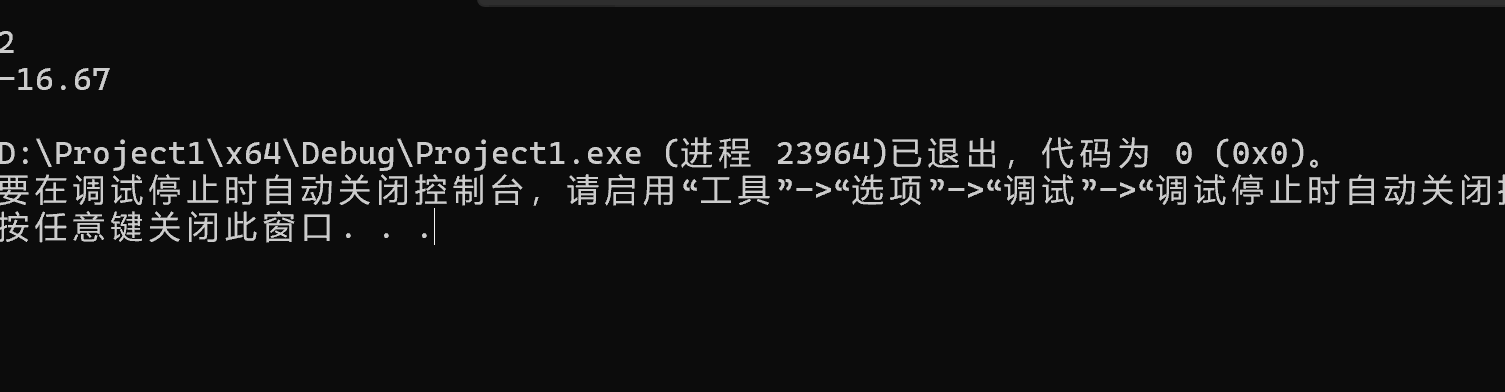 2
-16.67
D:\Project1\x64\Debug\Project1.exe (进程 23964)已退出，代码为 0 (0x0)。
要在调试停止时自动关闭控制台，请启用“工具”->“选项”->“调试”->“调试停止时自动关闭
按任意键关闭此窗口. . .